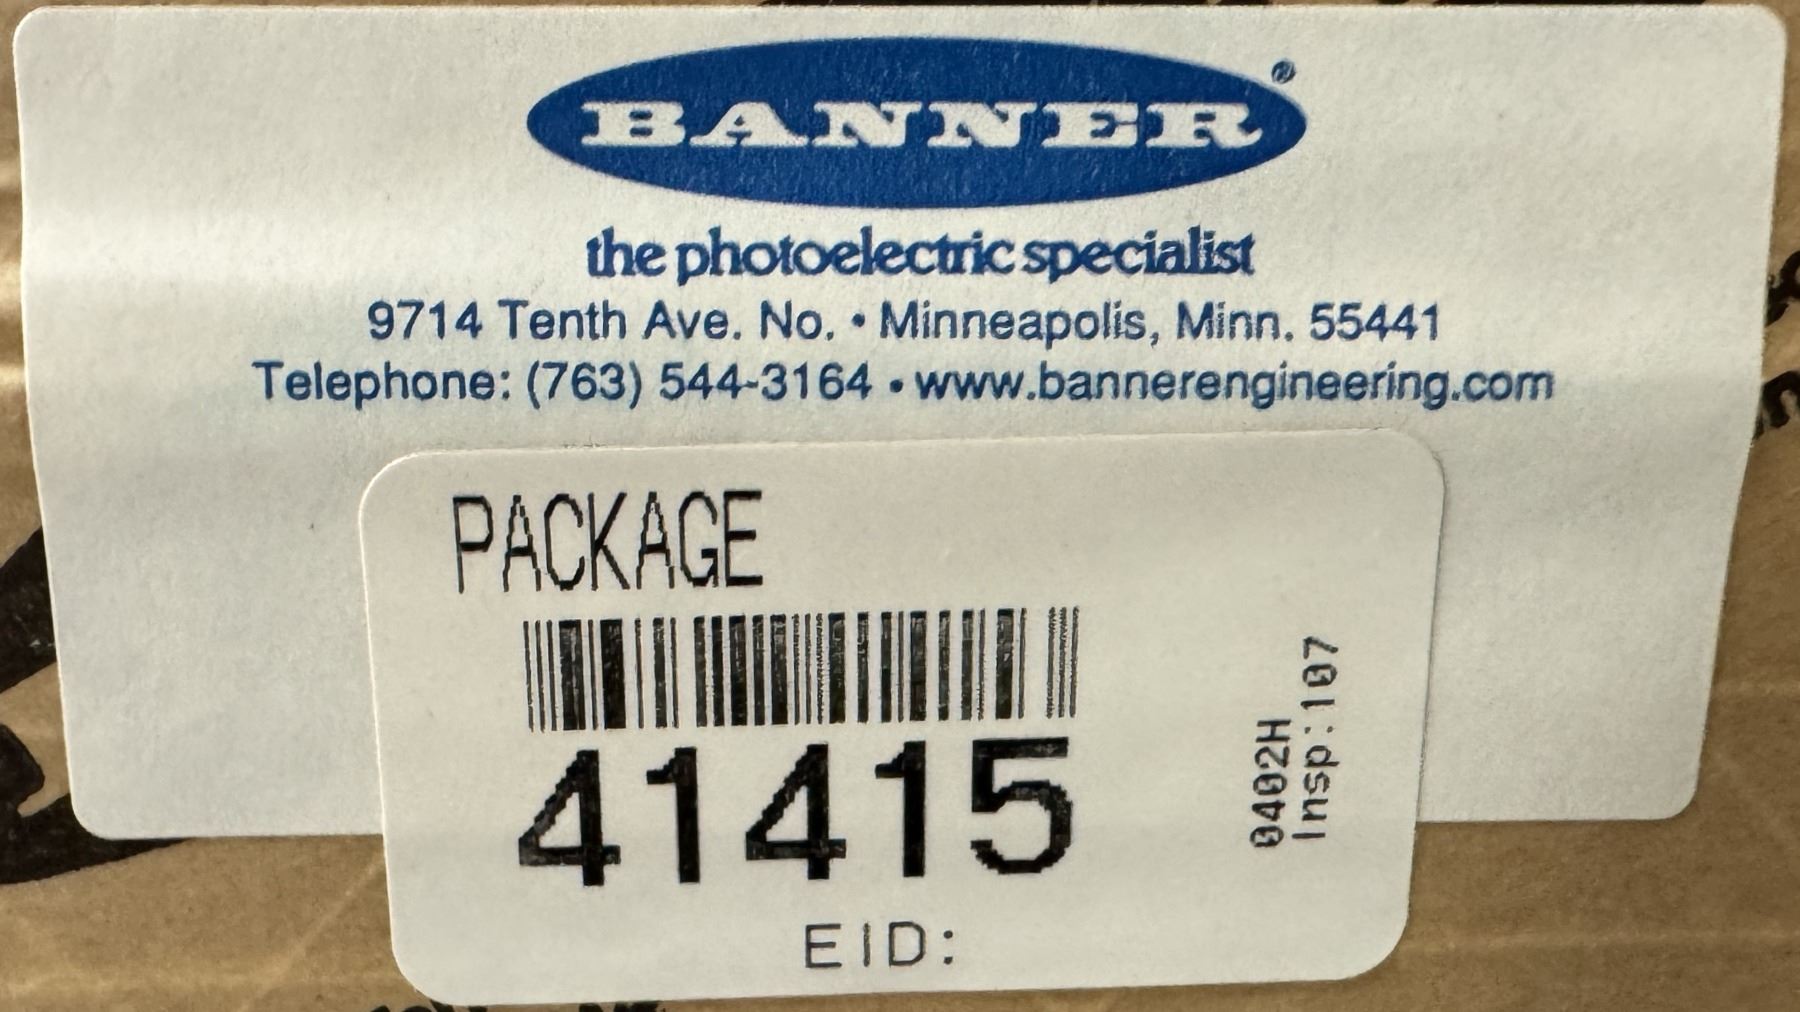 BANNER®
the photoelectric specialist
9714 Tenth Ave. No. • Minneapolis, Minn. 55441
Telephone: (763) 544-3164 • www.bannerengineering.com
PACKAGE
41415
EID:
0402H
Insp:107